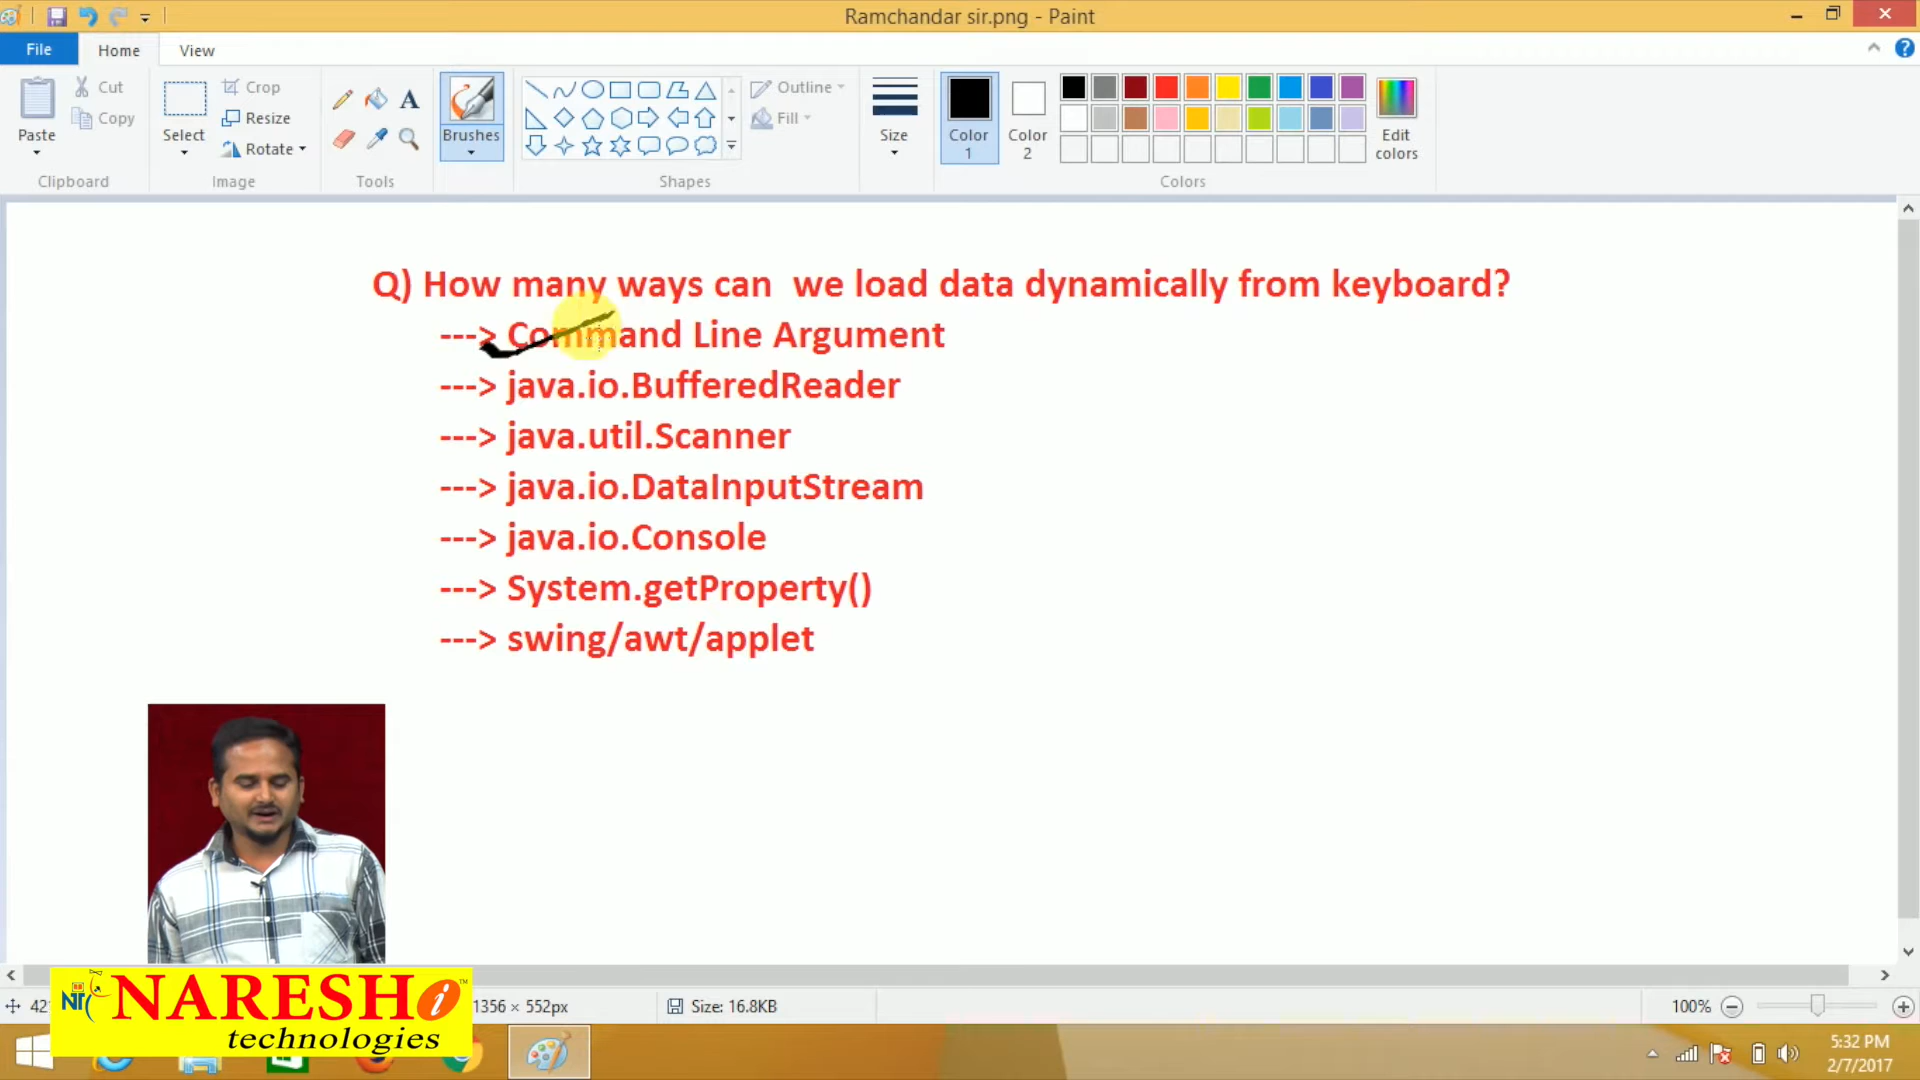 Ramchandar sir.png - Paint
File Home View
Paste
Cut
Copy
Clipboard
Select
Crop
Resize
Rotate
Image
Tools
Brushes
Shapes
Outline
Fill
Size
Color 1
Color 2
Edit colors
Colors
Q) How many ways can we load data dynamically from keyboard?
---> Command Line Argument
---> java.io.BufferedReader
---> java.util.Scanner
---> java.io.DataInputStream
---> java.io.Console
---> System.getProperty()
---> swing/awt/applet
NARESH i ™
technologies
1356 × 552px
Size: 16.8KB
100%
5:32 PM
2/7/2017